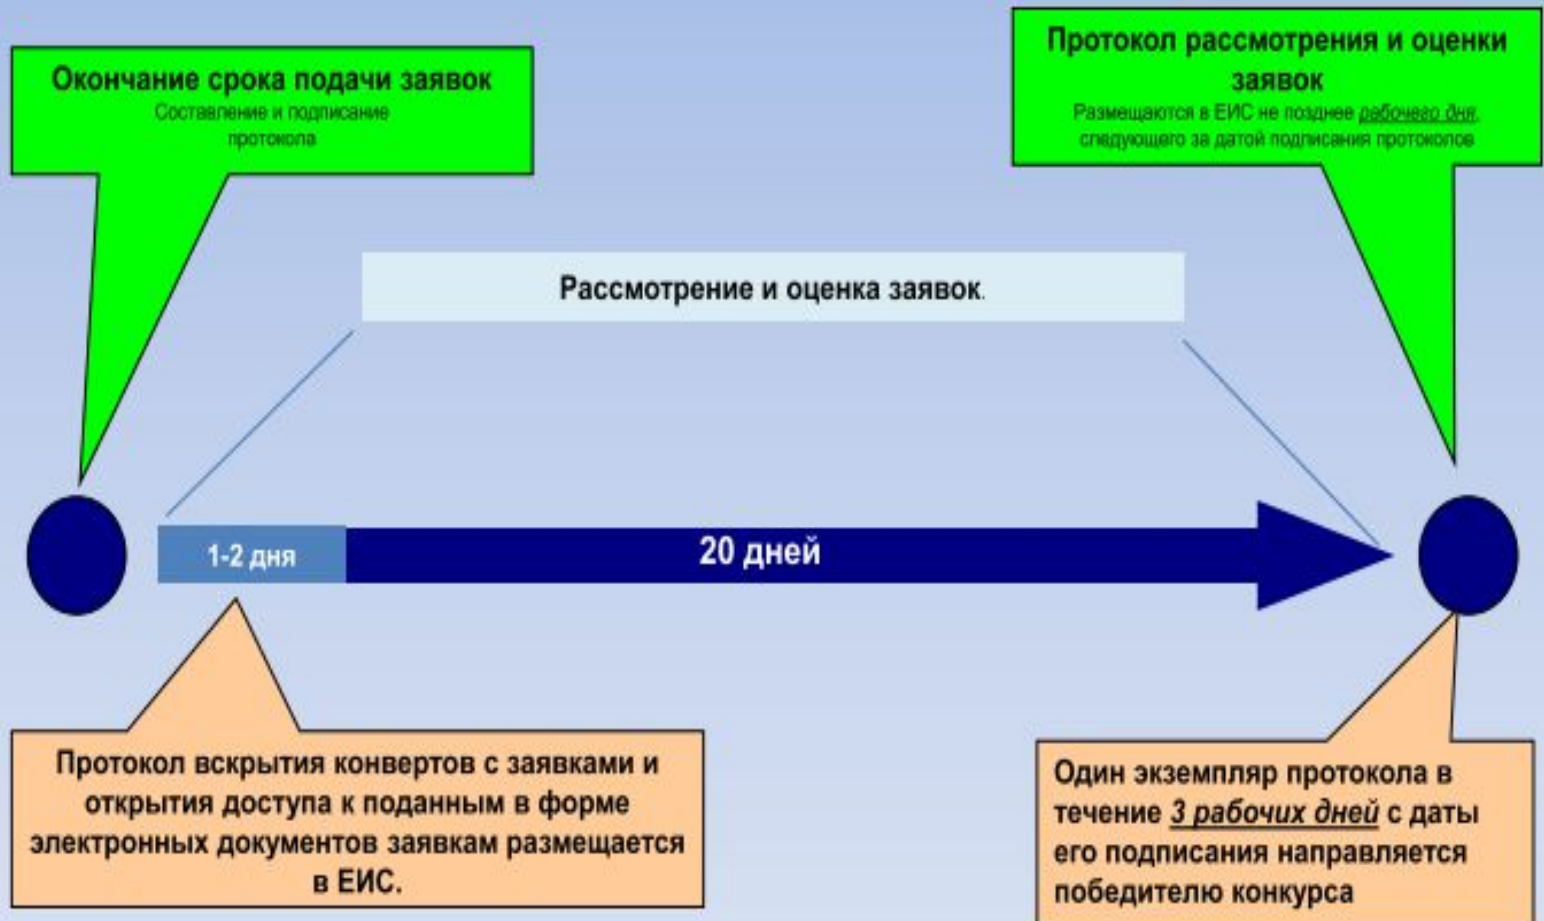 Окончание срока подачи заявок
Составление и подписание
протокола
Протокол рассмотрения и оценки
заявок
Размещаются в ЕИС не позднее рабочего дня,
следующего за датой подписания протоколов
Рассмотрение и оценка заявок.
1-2 дня
20 дней
Протокол вскрытия конвертов с заявками и
открытия доступа к поданным в форме
электронных документов заявкам размещается
в ЕИС.
Один экземпляр протокола в
течение 3 рабочих дней с даты
его подписания направляется
победителю конкурса